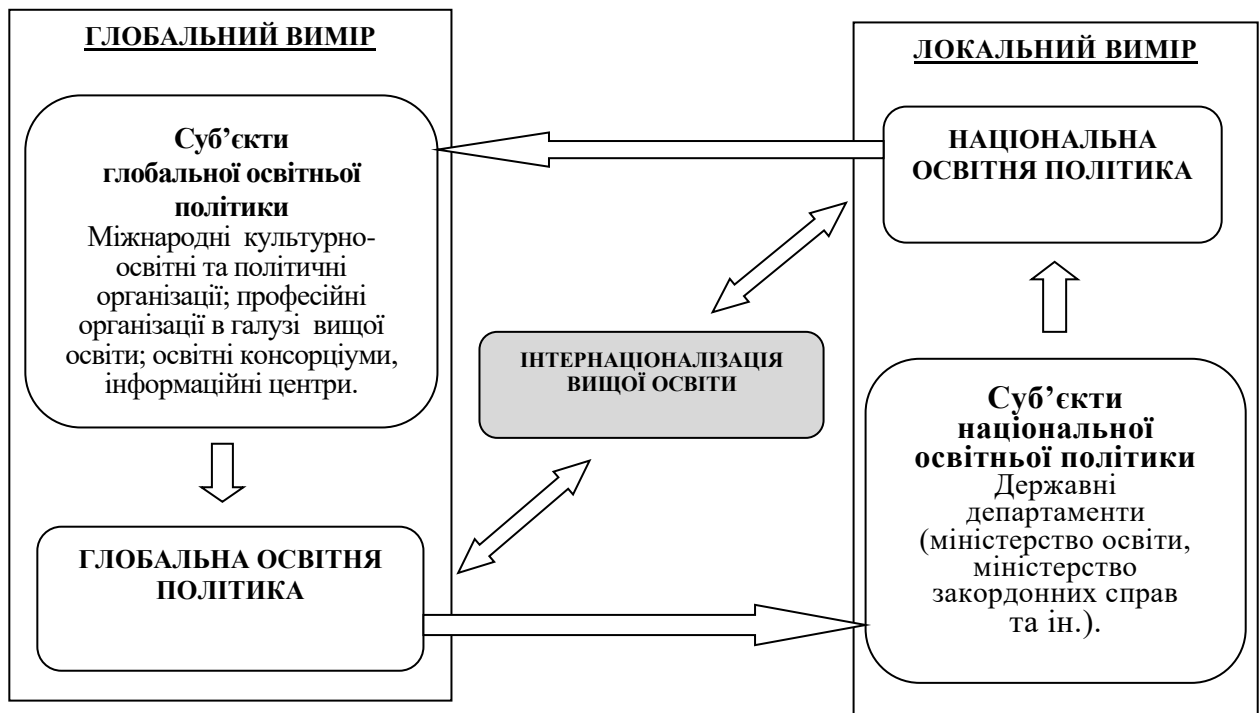 ГЛОБАЛЬНИЙ ВИМІР
Суб’єкти
глобальної освітньої
політики
Міжнародні культурно-
освітні та політичні
організації; професійні
організації в галузі вищої
освіти; освітні консорціуми,
інформаційні центри.
ГЛОБАЛЬНА ОСВІТНЯ
ПОЛІТИКА
ІНТЕРНАЦІОНАЛІЗАЦІЯ
ВИЩОЇ ОСВІТИ
ЛОКАЛЬНИЙ ВИМІР
НАЦІОНАЛЬНА
ОСВІТНЯ ПОЛІТИКА
Суб’єкти
національної
освітньої політики
Державні
департаменти
(міністерство освіти,
міністерство
закордонних справ
та ін.).